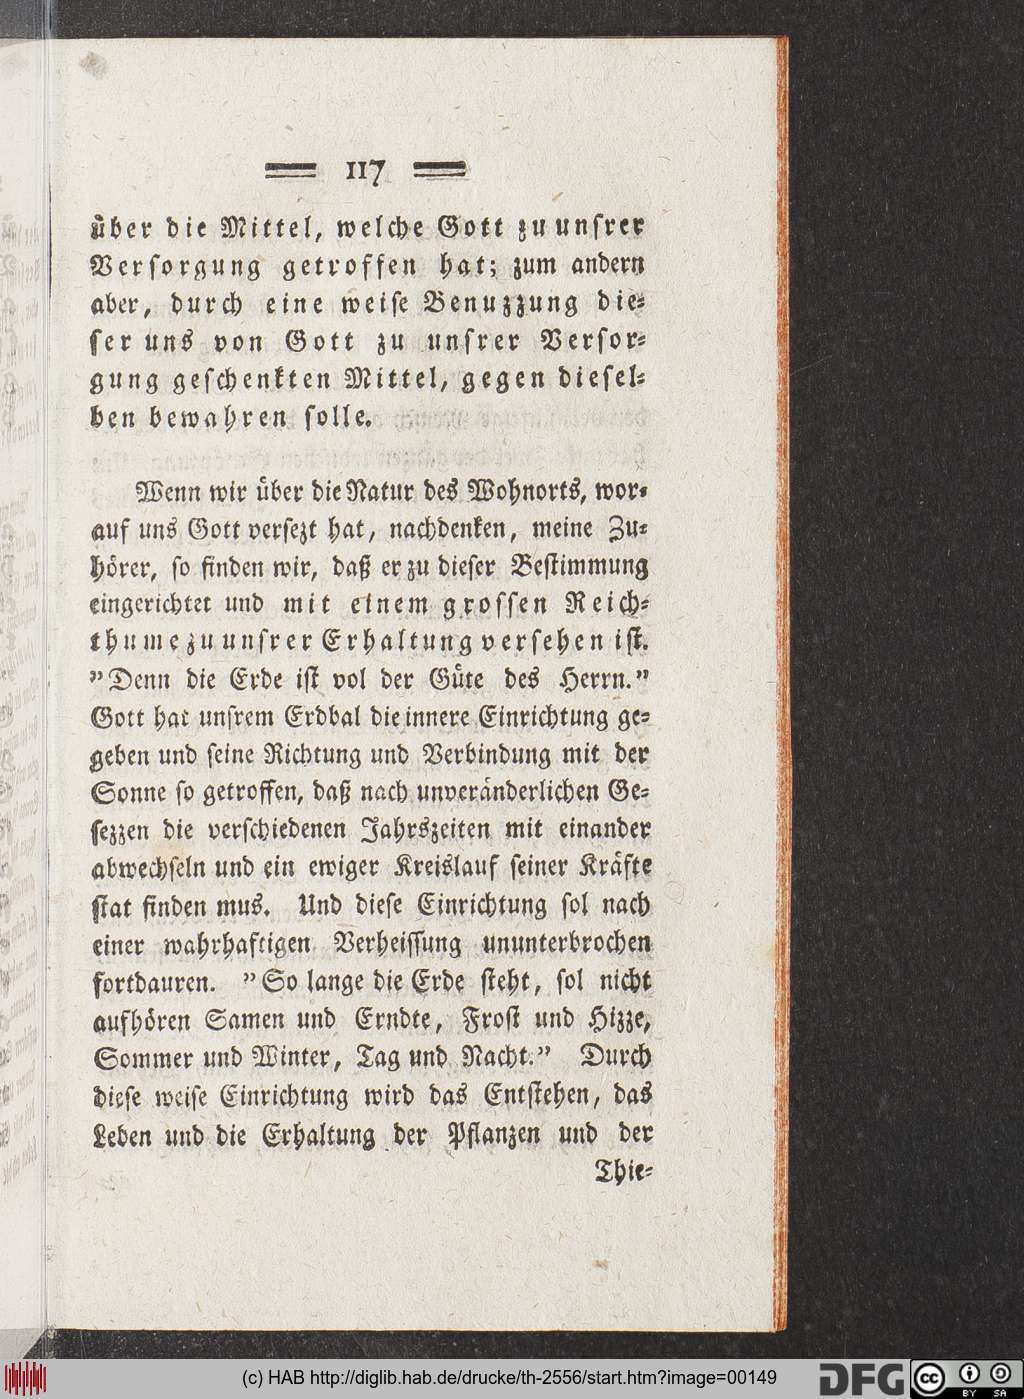 117
über die Mittel, welche Gott zu unsrer
Versorgung getroffen hat; zum andern
aber, durch eine weise Benuzzung die-
ser uns von Gott zu unsrer Versor-
gung geschenkten Mittel, gegen diesel-
ben bewahren solle.
Wenn wir über die Natur des Wohnorts, wor-
auf uns Gott versezt hat, nachdenken, meine Zu-
hörer, so finden wir, daß er zu dieser Bestimmung
eingerichtet und mit einem grossen Reich-
thume zu unsrer Erhaltung versehen ist.
"Denn die Erde ist vol der Güte des Herrn."
Gott hat unsrem Erdbal die innere Einrichtung ge-
geben und seine Richtung und Verbindung mit der
Sonne so getroffen, daß nach unveränderlichen Ge-
sezzen die verschiedenen Jahrszeiten mit einander
abwechseln und ein ewiger Kreislauf seiner Kräfte
stat finden mus. Und diese Einrichtung sol nach
einer wahrhaftigen Verheissung ununterbrochen
fortdauren. "So lange die Erde steht, sol nicht
aufhören Samen und Erndte, Frost und Hizze,
Sommer und Winter, Tag und Nacht." Durch
diese weise Einrichtung wird das Entstehen, das
Leben und die Erhaltung der Pflanzen und der
Thie-
(c) HAB http://diglib.hab.de/drucke/th-2556/start.htm?image=00149
DFG
cc
BY SA